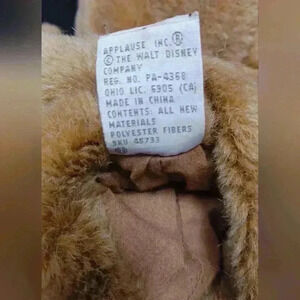 APPLAUSE INC.®
© THE WALT DISNEY
COMPANY
REG. NO. PA-4368
OHIO LIC. 6905 (CA)
MADE IN CHINA
CONTENTS: ALL NEW
MATERIALS
POLYESTER FIBERS
SKU 45733